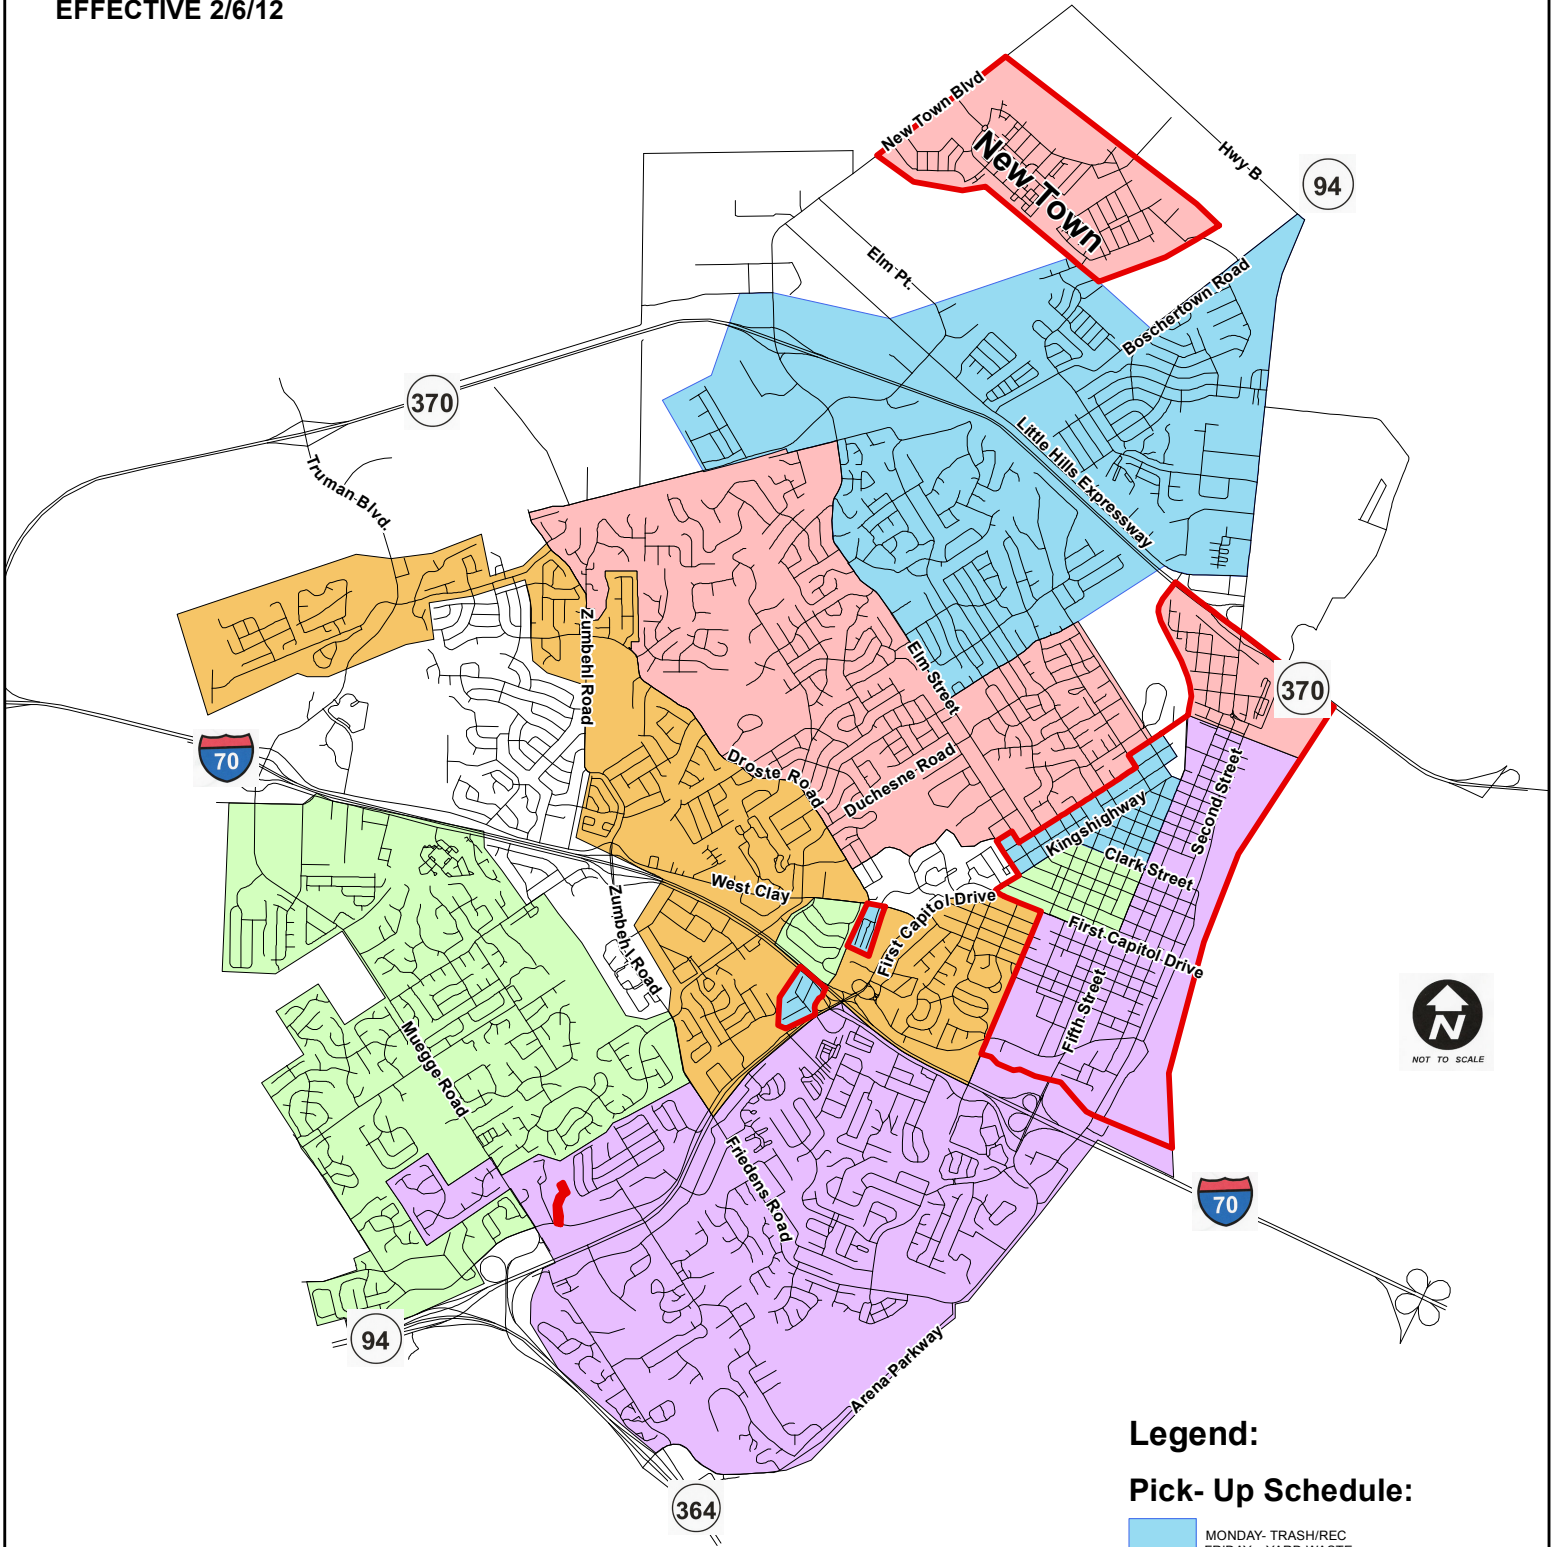 EFFECTIVE 2/6/12
New Town Blvd
New Town
Hwy B
94
Elm Pt.
Boschertown Road
370
Truman Blvd.
Little Hills Expressway
Zumbehl Road
Elm Street
370
70
Droste Road
Duchesne Road
Second Street
Kingshighway
Clark Street
West Clay
Zumbehl Road
First Capitol Drive
First Capitol Drive
Fifth Street
Muegge Road
N
NOT TO SCALE
Friedens Road
70
94
Arena Parkway
364
Legend:
Pick- Up Schedule:
MONDAY- TRASH/REC